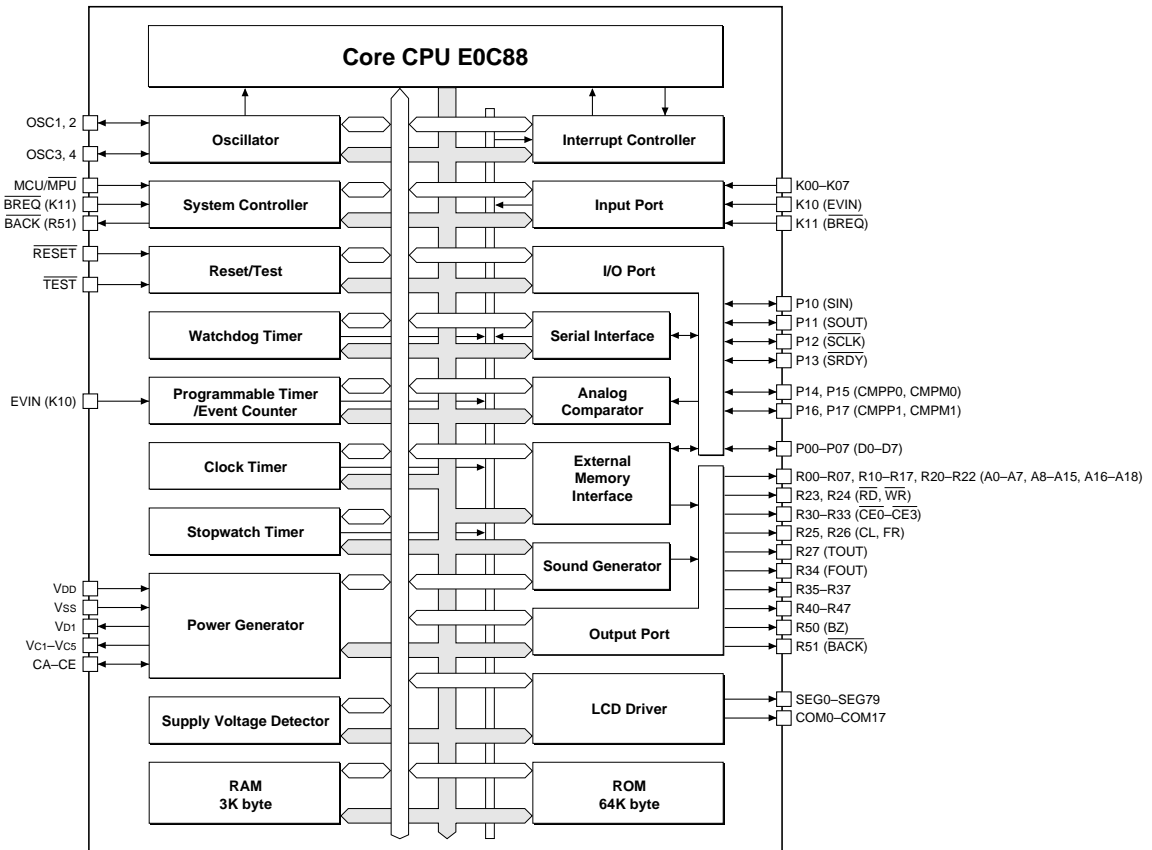 Core CPU E0C88
OSC1, 2
OSC3, 4
Oscillator
Interrupt Controller
MCU/MPU
BREQ (K11)
BACK (R51)
System Controller
Input Port
K00–K07
K10 (EVIN)
K11 (BREQ)
RESET
TEST
Reset/Test
I/O Port
P10 (SIN)
P11 (SOUT)
P12 (SCLK)
P13 (SRDY)
Watchdog Timer
Serial Interface
EVIN (K10)
Programmable Timer
/Event Counter
Analog
Comparator
P14, P15 (CMPP0, CMPM0)
P16, P17 (CMPP1, CMPM1)
P00–P07 (D0–D7)
Clock Timer
External
Memory
Interface
R00–R07, R10–R17, R20–R22 (A0–A7, A8–A15, A16–A18)
R23, R24 (RD, WR)
R30–R33 (CE0–CE3)
R25, R26 (CL, FR)
R27 (TOUT)
R34 (FOUT)
R35–R37
R40–R47
R50 (BZ)
R51 (BACK)
Stopwatch Timer
Sound Generator
VDD
VSS
VD1
VC1–VC5
CA–CE
Power Generator
Output Port
Supply Voltage Detector
LCD Driver
SEG0–SEG79
COM0–COM17
RAM
3K byte
ROM
64K byte